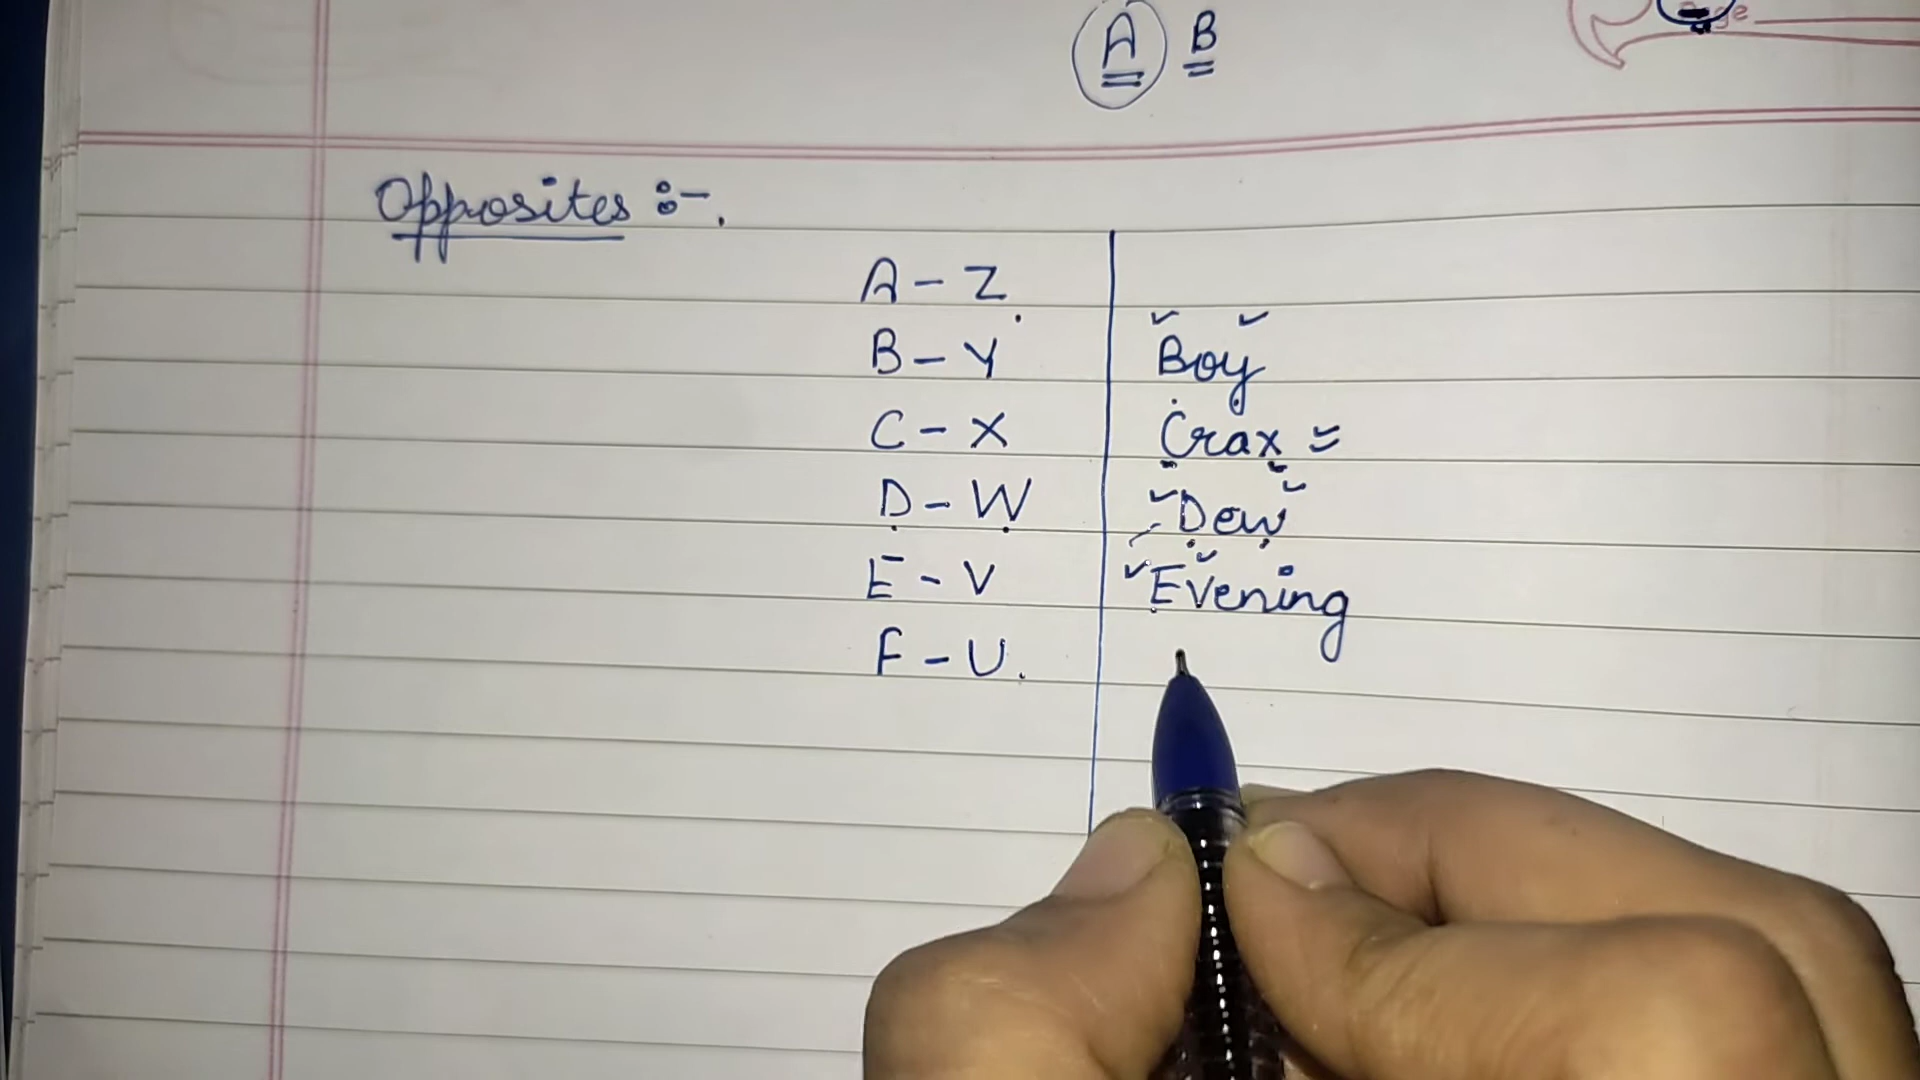 A B
Opposites :-
A - Z
B - Y Boy
C - X Crax
D - W Dew
E - V Evening
F - U